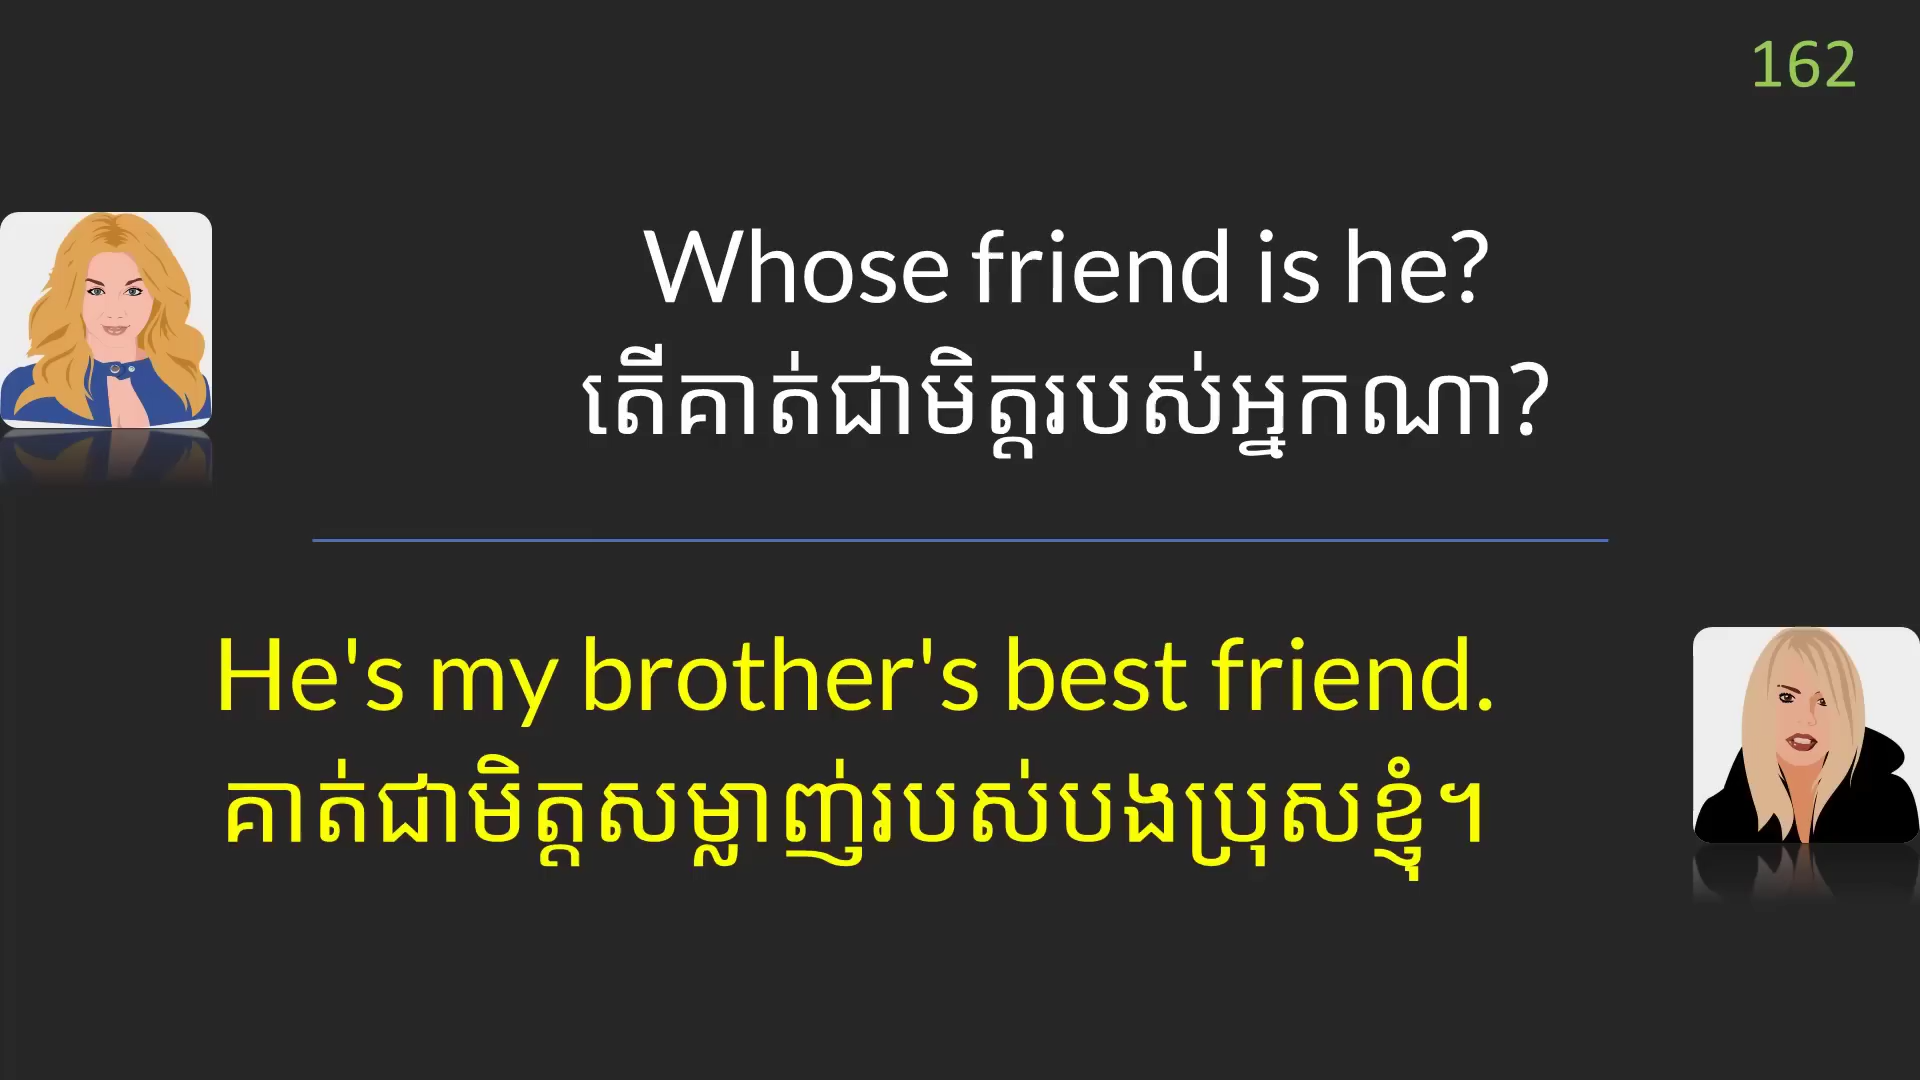 162
Whose friend is he?
តើគាត់ជាមិត្តរបស់អ្នកណា?
He's my brother's best friend.
គាត់ជាមិត្តសម្លាញ់របស់បងប្រុសខ្ញុំ។